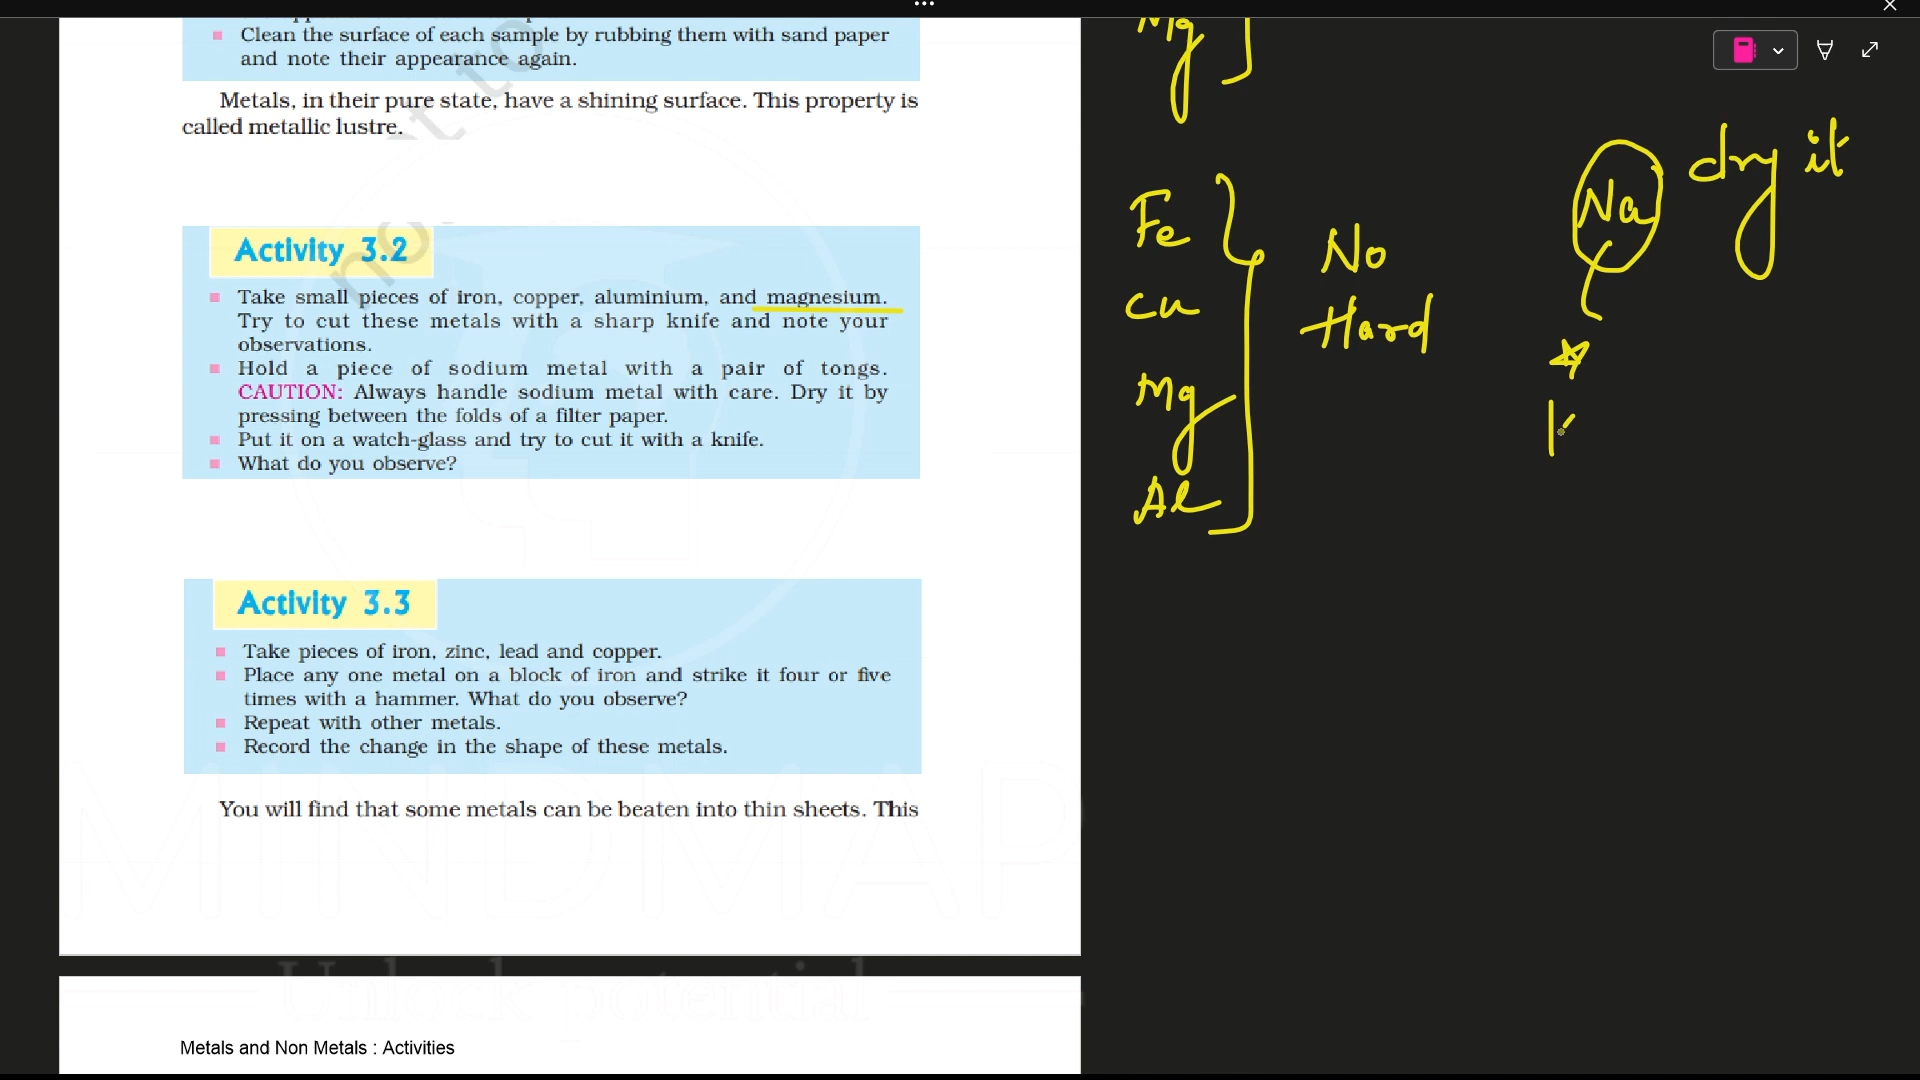 Clean the surface of each sample by rubbing them with sand paper
and note their appearance again.
Metals, in their pure state, have a shining surface. This property is
called metallic lustre.
Activity 3.2
Take small pieces of iron, copper, aluminium, and magnesium.
Try to cut these metals with a sharp knife and note your
observations.
Hold a piece of sodium metal with a pair of tongs.
CAUTION: Always handle sodium metal with care. Dry it by
pressing between the folds of a filter paper.
Put it on a watch-glass and try to cut it with a knife.
What do you observe?
Activity 3.3
Take pieces of iron, zinc, lead and copper.
Place any one metal on a block of iron and strike it four or five
times with a hammer. What do you observe?
Repeat with other metals.
Record the change in the shape of these metals.
You will find that some metals can be beaten into thin sheets. This
Metals and Non Metals : Activities
not to
MINDMAP
Unlock potential
Mg
Fe
Cu
Mg
Al
No
Hard
Na
dry it